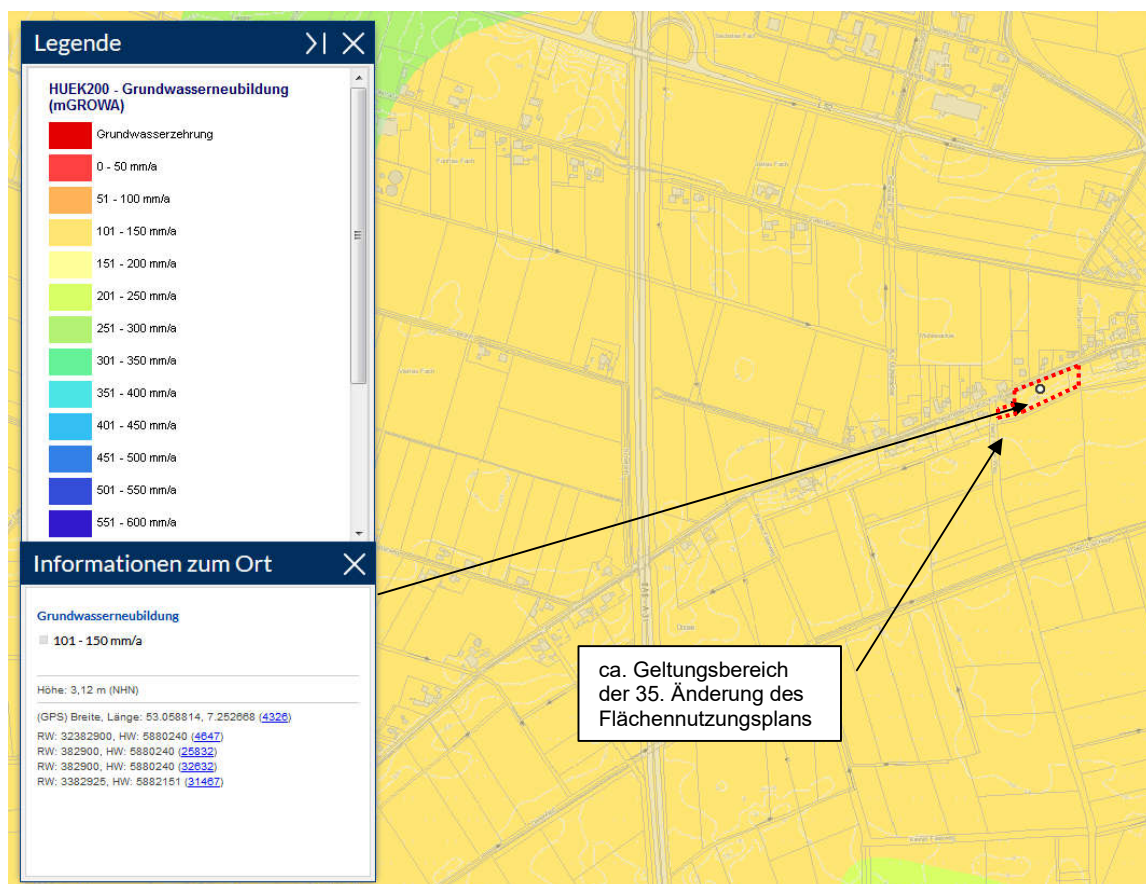 Legende
HUEK200 - Grundwasserneubildung
(mGROWA)
Grundwasserzehrung
0 - 50 mm/a
51 - 100 mm/a
101 - 150 mm/a
151 - 200 mm/a
201 - 250 mm/a
251 - 300 mm/a
301 - 350 mm/a
351 - 400 mm/a
401 - 450 mm/a
451 - 500 mm/a
501 - 550 mm/a
551 - 600 mm/a
Informationen zum Ort
Grundwasserneubildung
101 - 150 mm/a
Höhe: 3,12 m (NHN)
(GPS) Breite, Länge: 53.058814, 7.252668 (4326)
RW: 32382900, HW: 5880240 (4647)
RW: 382900, HW: 5880240 (25832)
RW: 382900, HW: 5880240 (32632)
RW: 3382925, HW: 5882151 (31467)
ca. Geltungsbereich
der 35. Änderung des
Flächennutzungsplans